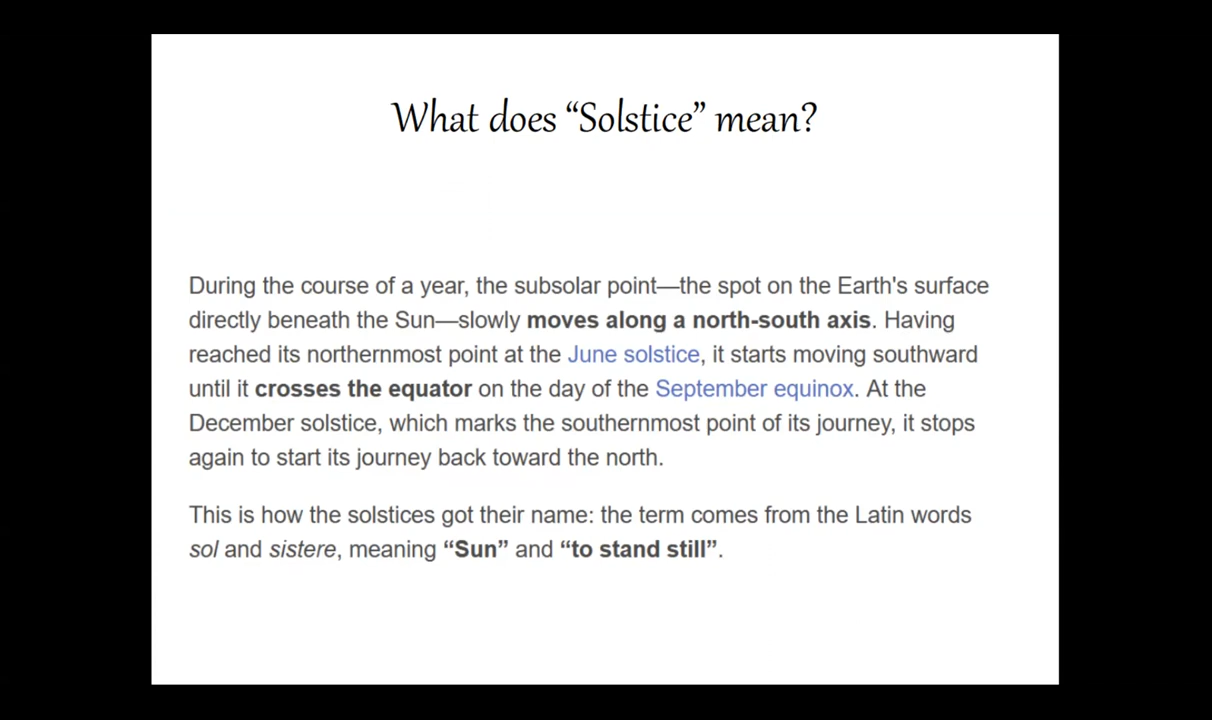 What does “Solstice” mean?
During the course of a year, the subsolar point—the spot on the Earth's surface
directly beneath the Sun—slowly moves along a north-south axis. Having
reached its northernmost point at the June solstice, it starts moving southward
until it crosses the equator on the day of the September equinox. At the
December solstice, which marks the southernmost point of its journey, it stops
again to start its journey back toward the north.
This is how the solstices got their name: the term comes from the Latin words
sol and sistere, meaning “Sun” and “to stand still”.